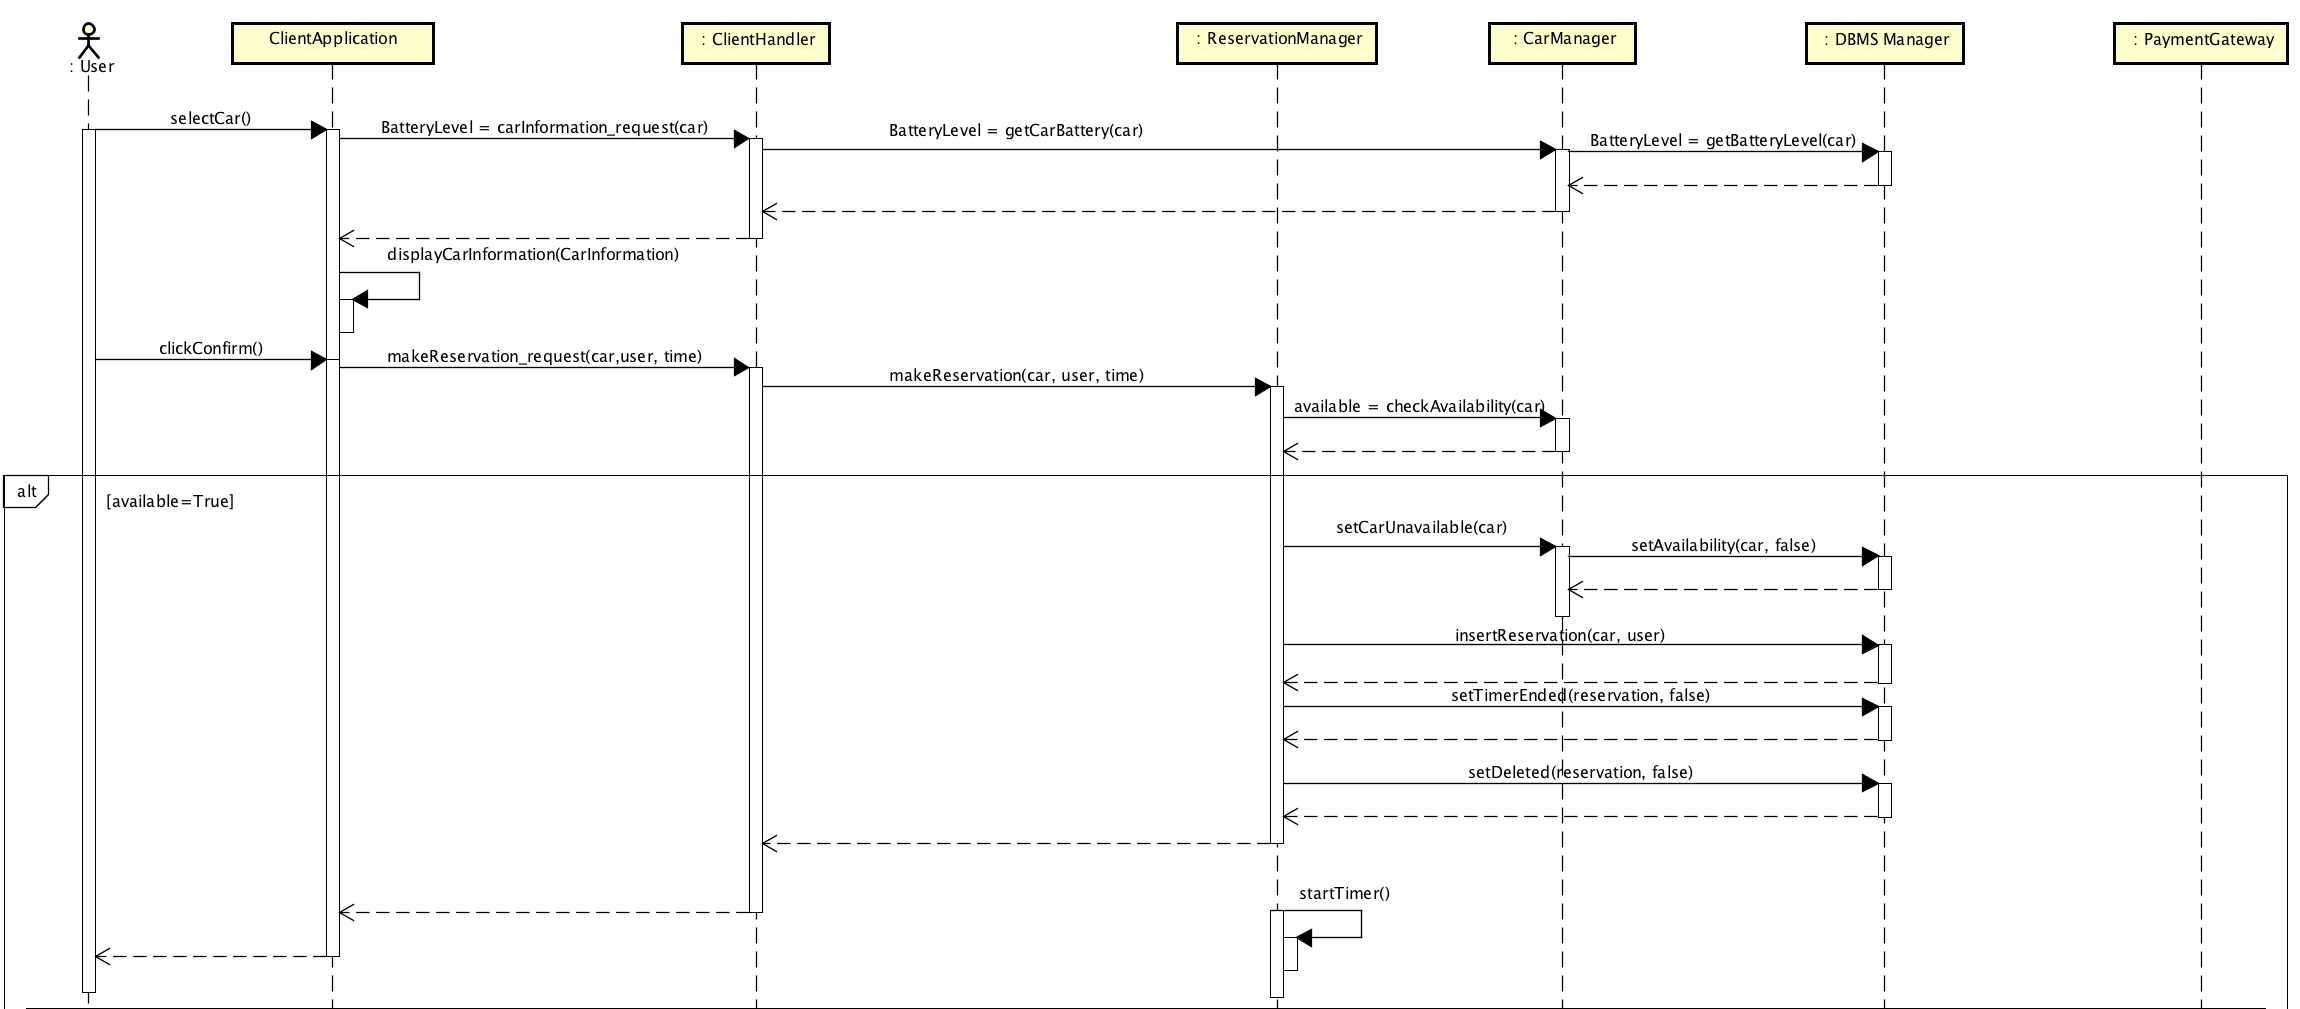 : User
ClientApplication
: ClientHandler
: ReservationManager
: CarManager
: DBMS Manager
: PaymentGateway
selectCar()
BatteryLevel = carInformation_request(car)
BatteryLevel = getCarBattery(car)
BatteryLevel = getBatteryLevel(car)
displayCarInformation(CarInformation)
clickConfirm()
makeReservation_request(car,user, time)
makeReservation(car, user, time)
available = checkAvailability(car)
alt
[available=True]
setCarUnavailable(car)
setAvailability(car, false)
insertReservation(car, user)
setTimerEnded(reservation, false)
setDeleted(reservation, false)
startTimer()